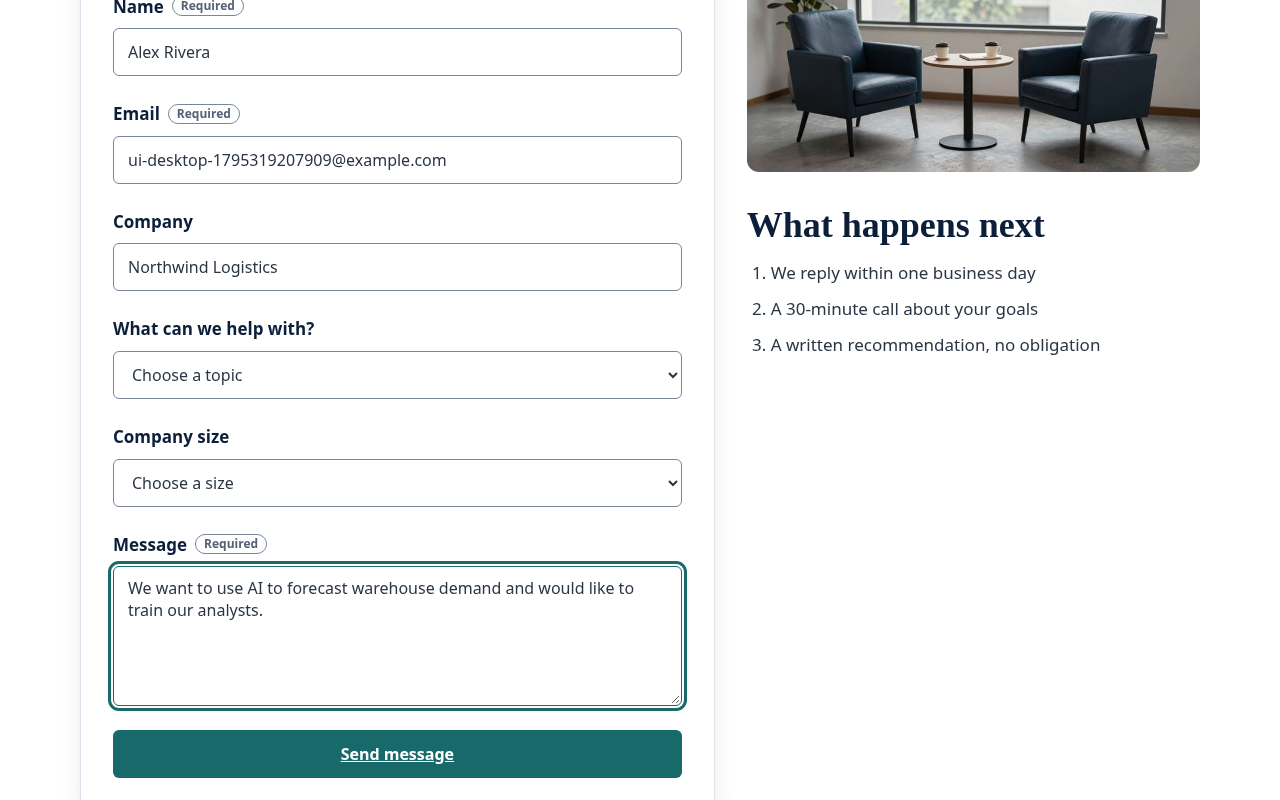 Name Required
Alex Rivera
Email Required
ui-desktop-1795319207909@example.com
Company
Northwind Logistics
What can we help with?
Choose a topic
Company size
Choose a size
Message Required
We want to use AI to forecast warehouse demand and would like to
train our analysts.
Send message
What happens next
1. We reply within one business day
2. A 30-minute call about your goals
3. A written recommendation, no obligation